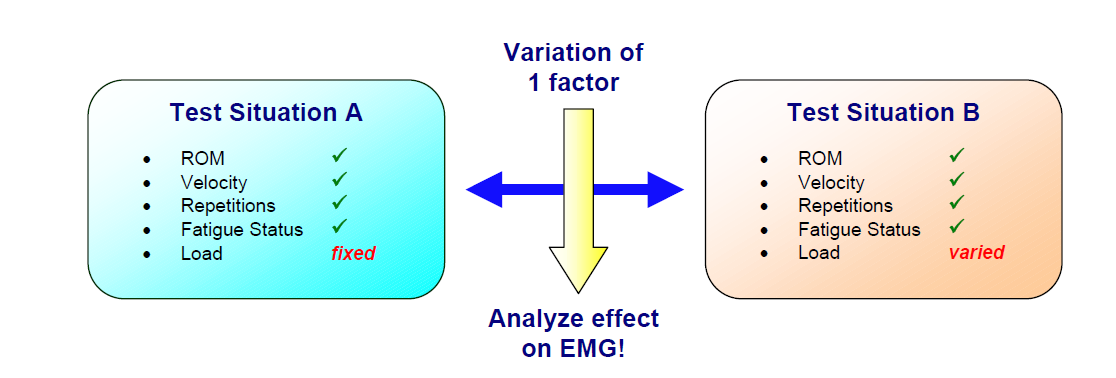 Variation of
1 factor
Test Situation A
• ROM ✓
• Velocity ✓
• Repetitions ✓
• Fatigue Status ✓
• Load fixed
Test Situation B
• ROM ✓
• Velocity ✓
• Repetitions ✓
• Fatigue Status ✓
• Load varied
Analyze effect
on EMG!